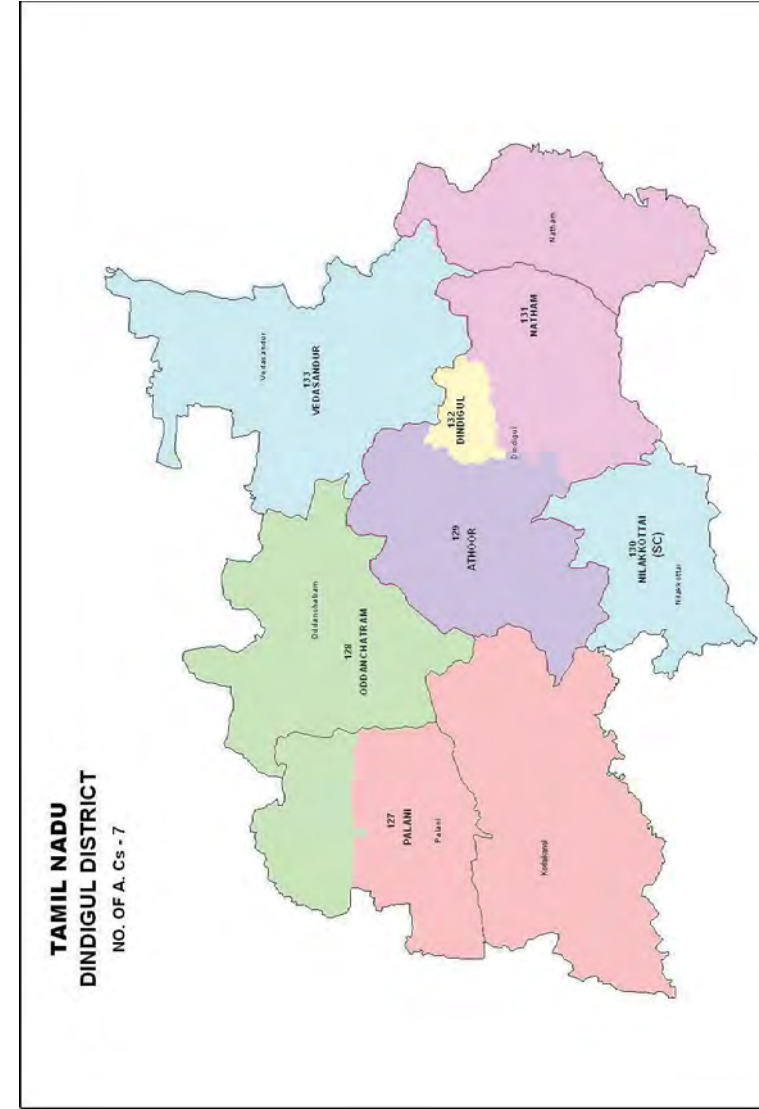 TAMIL NADU
DINDIGUL DISTRICT
NO. OF A. Cs - 7
127
PALANI
Palani
Kodaikanal
128
ODDANCHATRAM
Oddanchatram
129
ATHOOR
130
NILAKKOTTAI
(SC)
Nilakkottai
132
DINDIGUL
Dindigul
133
VEDASANDUR
Vedasandur
131
NATHAM
Natham